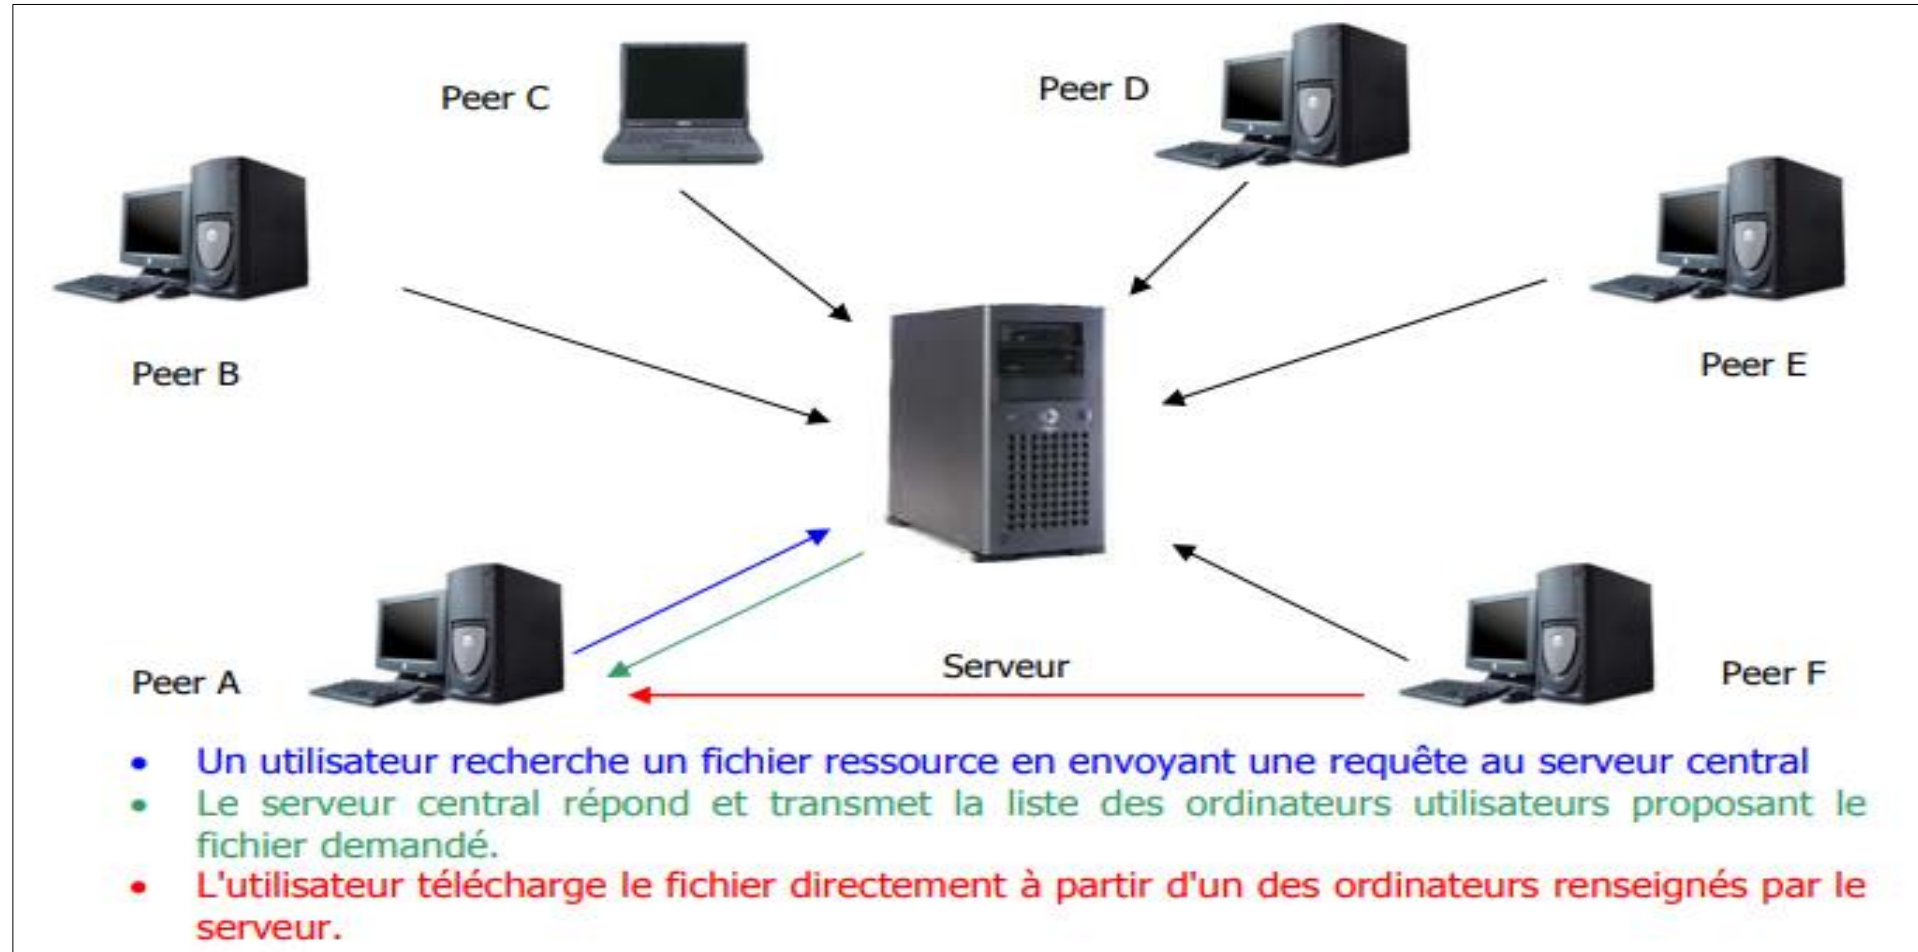 Peer C
Peer D
Peer B
Peer E
Peer A
Serveur
Peer F
• Un utilisateur recherche un fichier ressource en envoyant une requête au serveur central
• Le serveur central répond et transmet la liste des ordinateurs utilisateurs proposant le
fichier demandé.
• L'utilisateur télécharge le fichier directement à partir d'un des ordinateurs renseignés par le
serveur.